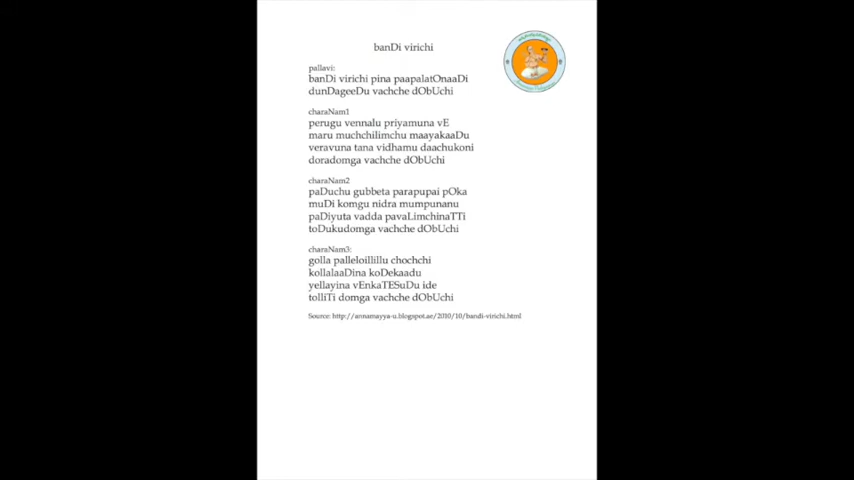 banDi virichi
pallavi:
banDi virichi pina paapalatOnaaDi
dunDageeDu vachche dObUchi
charaNam1
perugu vennalu priyamuna vE
maru muchchilimchu maayakaaDu
veravuna tana vidhamu daachukoni
doradomga vachche dObUchi
charaNam2
paDuchu gubbeta parapupai pOka
muDi komgu nidra mumpunanu
paDiyuta vadda pavaLimchinaTTi
toDukudomga vachche dObUchi
charaNam3:
golla palleloillillu chochchi
kollalaaDina koDekaadu
yellayina vEnkaTESuDu ide
tolliTi domga vachche dObUchi
Source: http://annamayya-u.blogspot.ae/2010/10/bandi-virichi.html